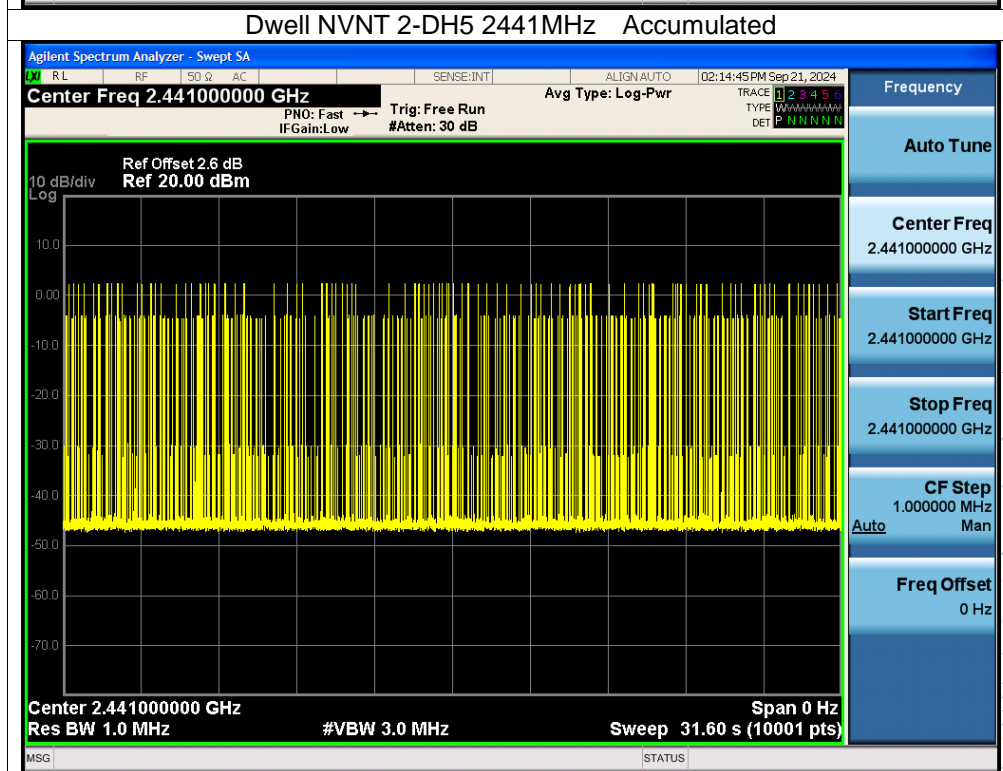 Dwell NVNT 2-DH5 2441MHz Accumulated
Agilent Spectrum Analyzer - Swept SA
LXI RL RF 50 Ω AC SENSE:INT ALIGN AUTO 02:14:45 PM Sep 21, 2024
Center Freq 2.441000000 GHz
PNO: Fast
IFGain:Low
Trig: Free Run
#Atten: 30 dB
Avg Type: Log-Pwr
TRACE 1 2 3 4 5 6
TYPE WWWWWW
DET P N N N N N
Frequency
Auto Tune
Center Freq
2.441000000 GHz
Start Freq
2.441000000 GHz
Stop Freq
2.441000000 GHz
CF Step
1.000000 MHz
Auto Man
Freq Offset
0 Hz
Ref Offset 2.6 dB
10 dB/div Ref 20.00 dBm
Log
10.0
0.00
-10.0
-20.0
-30.0
-40.0
-50.0
-60.0
-70.0
Center 2.441000000 GHz Span 0 Hz
Res BW 1.0 MHz #VBW 3.0 MHz Sweep 31.60 s (10001 pts)
MSG STATUS